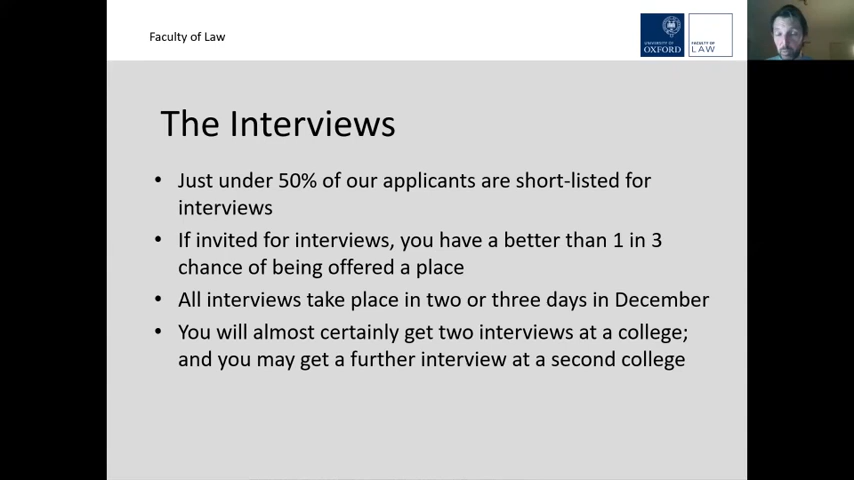 Faculty of Law
UNIVERSITY OF
OXFORD
FACULTY OF
LAW
The Interviews
• Just under 50% of our applicants are short-listed for
interviews
• If invited for interviews, you have a better than 1 in 3
chance of being offered a place
• All interviews take place in two or three days in December
• You will almost certainly get two interviews at a college;
and you may get a further interview at a second college